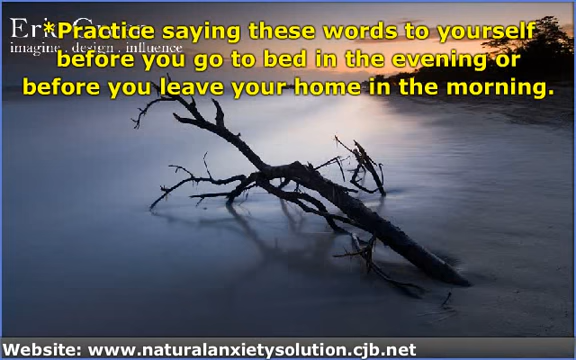 *Practice saying these words to yourself
before you go to bed in the evening or
before you leave your home in the morning.
imagine . design . influence
Website: www.naturalanxietysolution.cjb.net